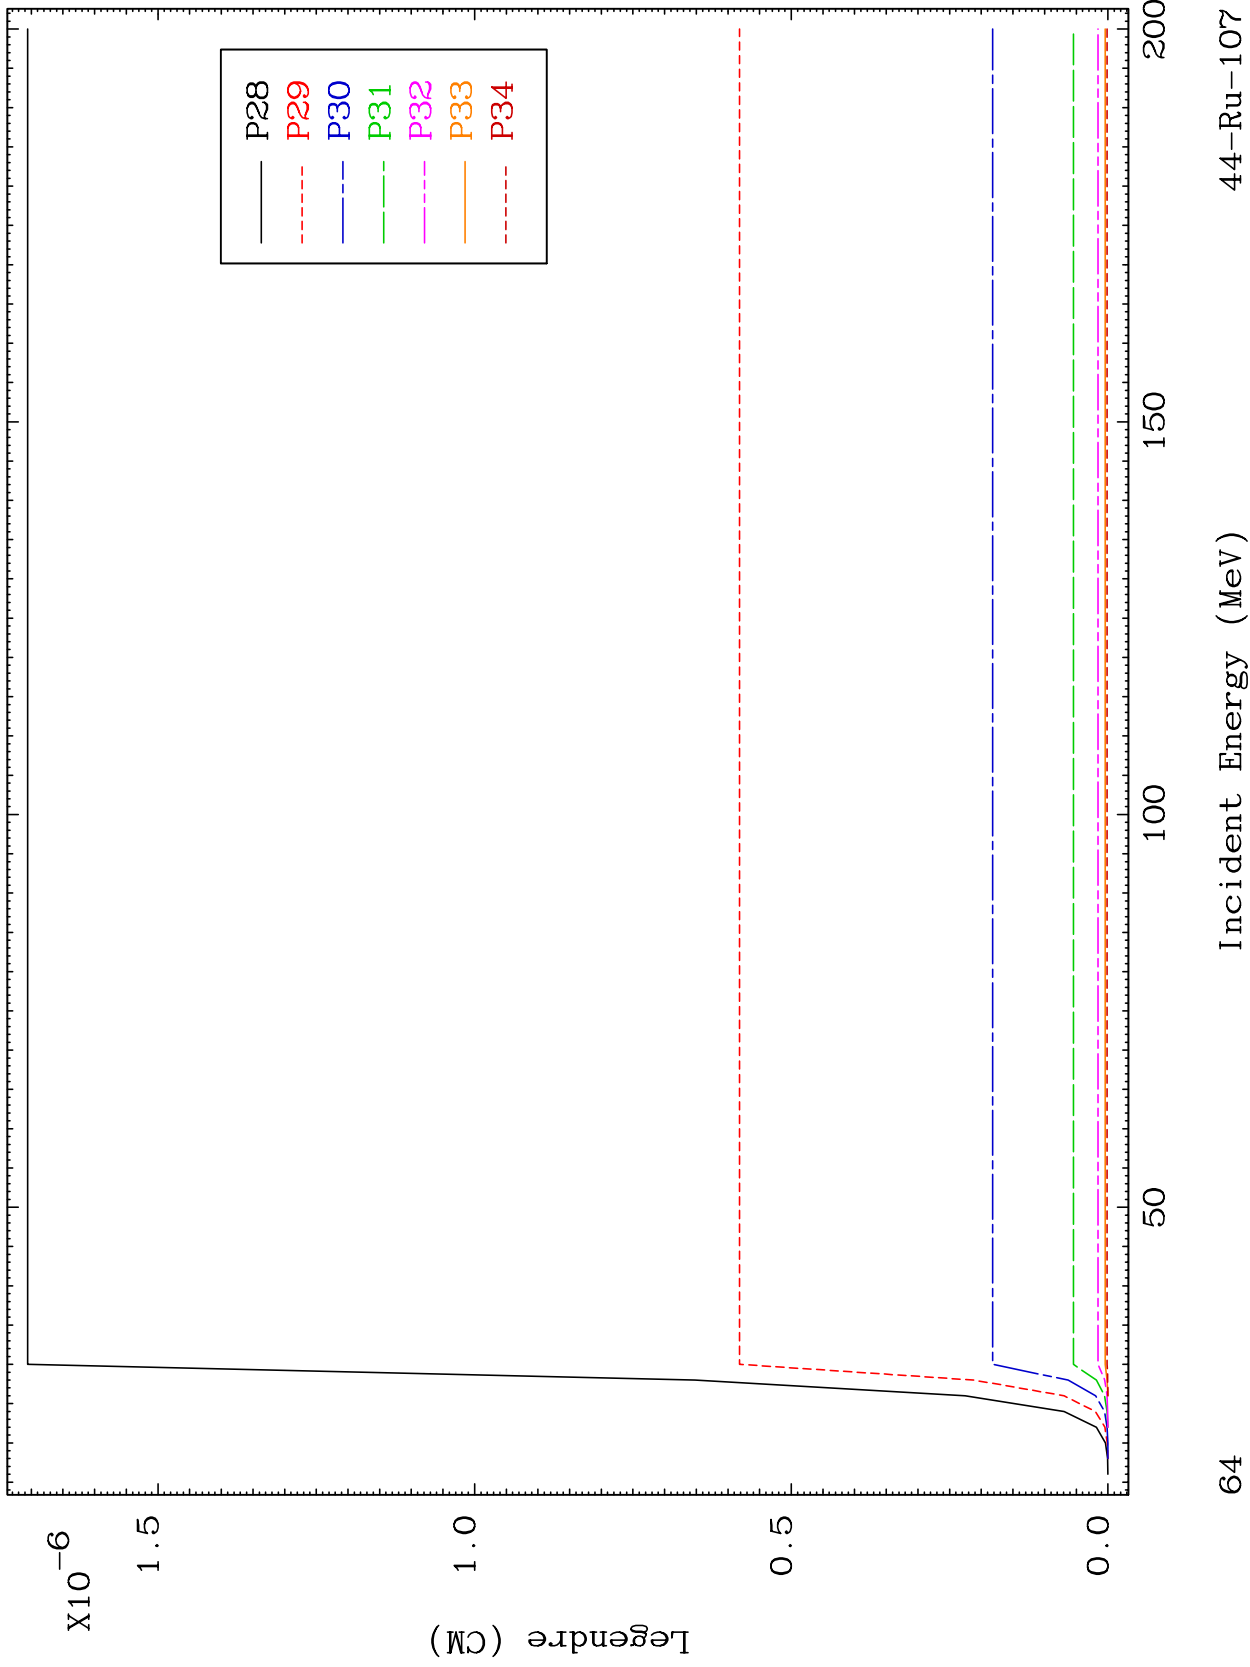 X10⁻⁶
1.5
1.0
0.5
0.0
Legendre (CM)
P28
P29
P30
P31
P32
P33
P34
50
100
150
200
Incident Energy (MeV)
64
44-Ru-107